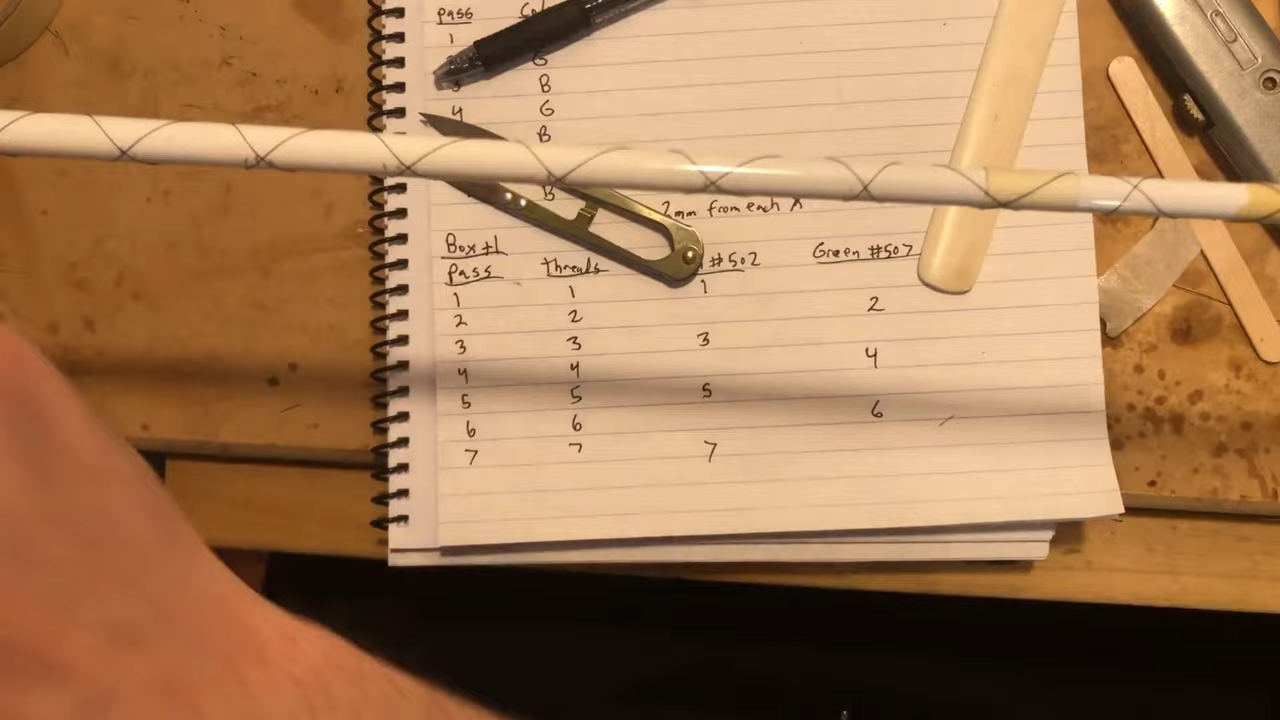 Pass
1
G
3 B
4 G
B
B
2mm from each X
Box #1
Pass Threads #502 Green #507
1 1 1
2 2 2
3 3 3
4 4 4
5 5 5
6 6 6
7 7 7